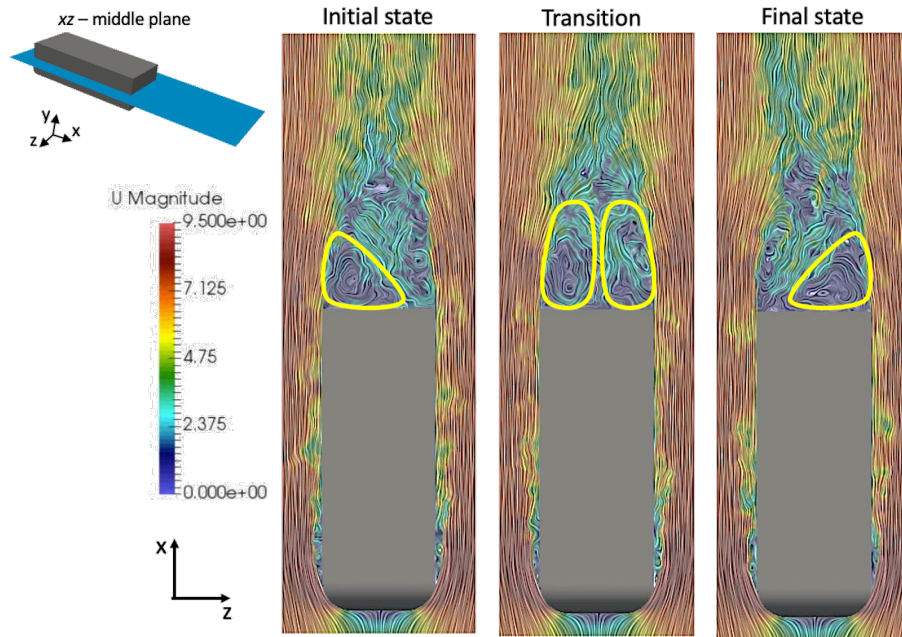 xz – middle plane
Initial state
Transition
Final state
y
z
x
U Magnitude
9.500e+00
7.125
4.75
2.375
0.000e+00
x
z